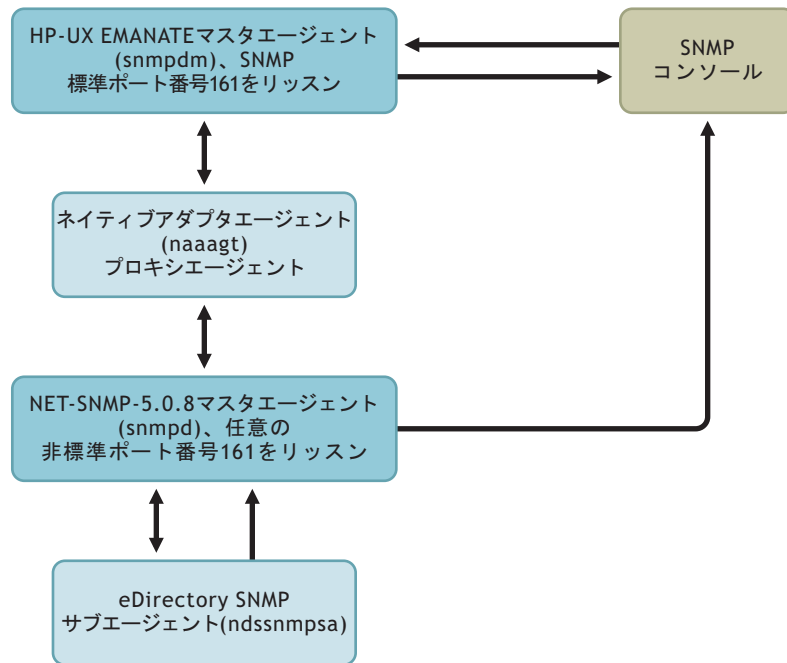 HP-UX EMANATEマスタエージェント
(snmpdm)、SNMP
標準ポート番号161をリッスン
SNMP
コンソール
ネイティブアダプタエージェント
(naaagt)
プロキシエージェント
NET-SNMP-5.0.8マスタエージェント
(snmpd)、任意の
非標準ポート番号161をリッスン
eDirectory SNMP
サブエージェント(ndssnmpsa)